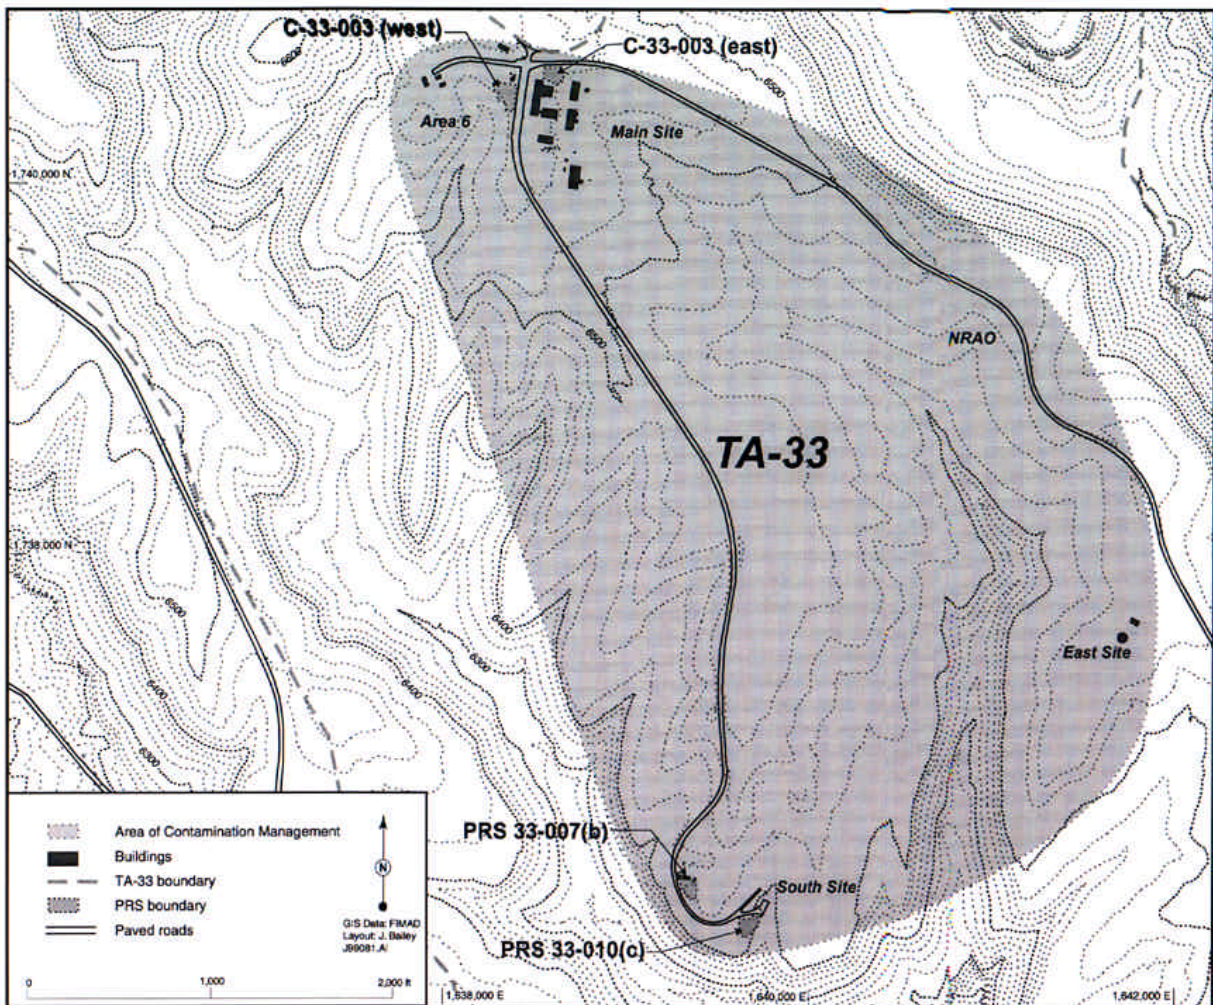 C-33-003 (west)
C-33-003 (east)
6600
6500
Area 6
Main Site
1,740,000 N
6500
NRAO
TA-33
1,738,000 N
6500
6400
6300
6400
East Site
6400
6300
PRS 33-007(b)
South Site
PRS 33-010(c)
Area of Contamination Management
Buildings
TA-33 boundary
PRS boundary
Paved roads
N
GIS Data: FIMAD
Layout: J. Bailey
0 1,000 2,000 ft
1,638,000 E 1,640,000 E 1,642,000 E